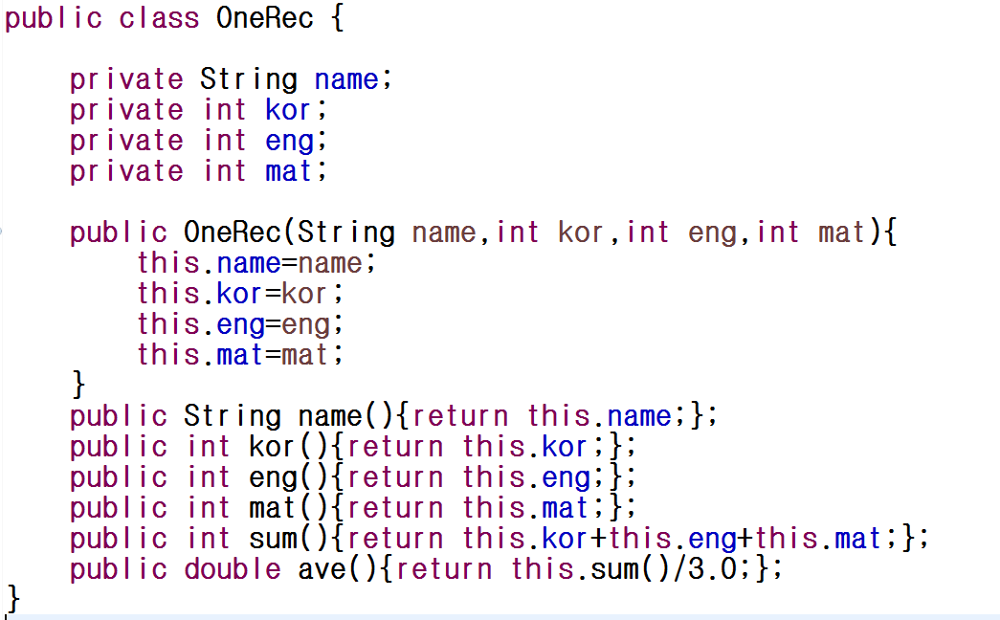 public class OneRec {
private String name;
private int kor;
private int eng;
private int mat;
public OneRec(String name,int kor,int eng,int mat){
this.name=name;
this.kor=kor;
this.eng=eng;
this.mat=mat;
}
public String name(){return this.name;};
public int kor(){return this.kor;};
public int eng(){return this.eng;};
public int mat(){return this.mat;};
public int sum(){return this.kor+this.eng+this.mat;};
public double ave(){return this.sum()/3.0;};
}